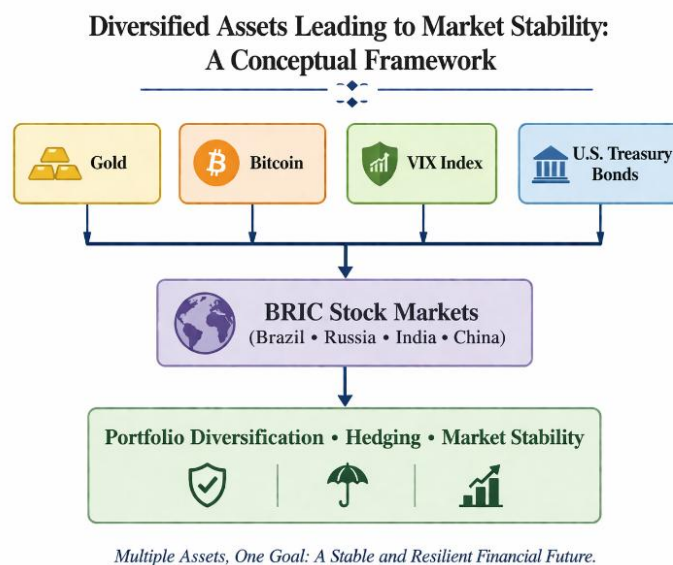 Diversified Assets Leading to Market Stability:
A Conceptual Framework
Gold
Bitcoin
VIX Index
U.S. Treasury
Bonds
BRIC Stock Markets
(Brazil • Russia • India • China)
Portfolio Diversification • Hedging • Market Stability
Multiple Assets, One Goal: A Stable and Resilient Financial Future.